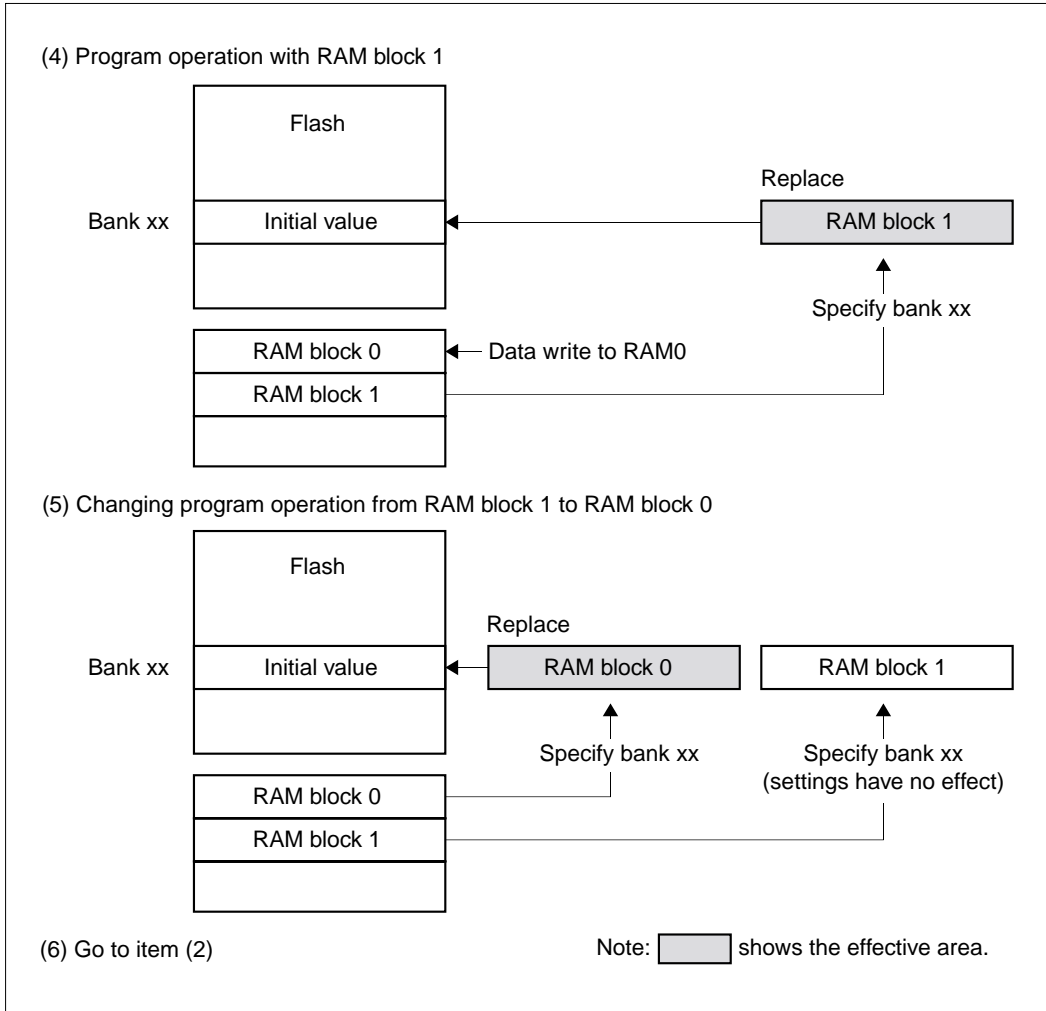 (4) Program operation with RAM block 1
Flash
Replace
Bank xx
Initial value
RAM block 1
Specify bank xx
RAM block 0
Data write to RAM0
RAM block 1
(5) Changing program operation from RAM block 1 to RAM block 0
Flash
Replace
Bank xx
Initial value
RAM block 0
RAM block 1
Specify bank xx
Specify bank xx
(settings have no effect)
RAM block 0
RAM block 1
(6) Go to item (2)
Note: shows the effective area.